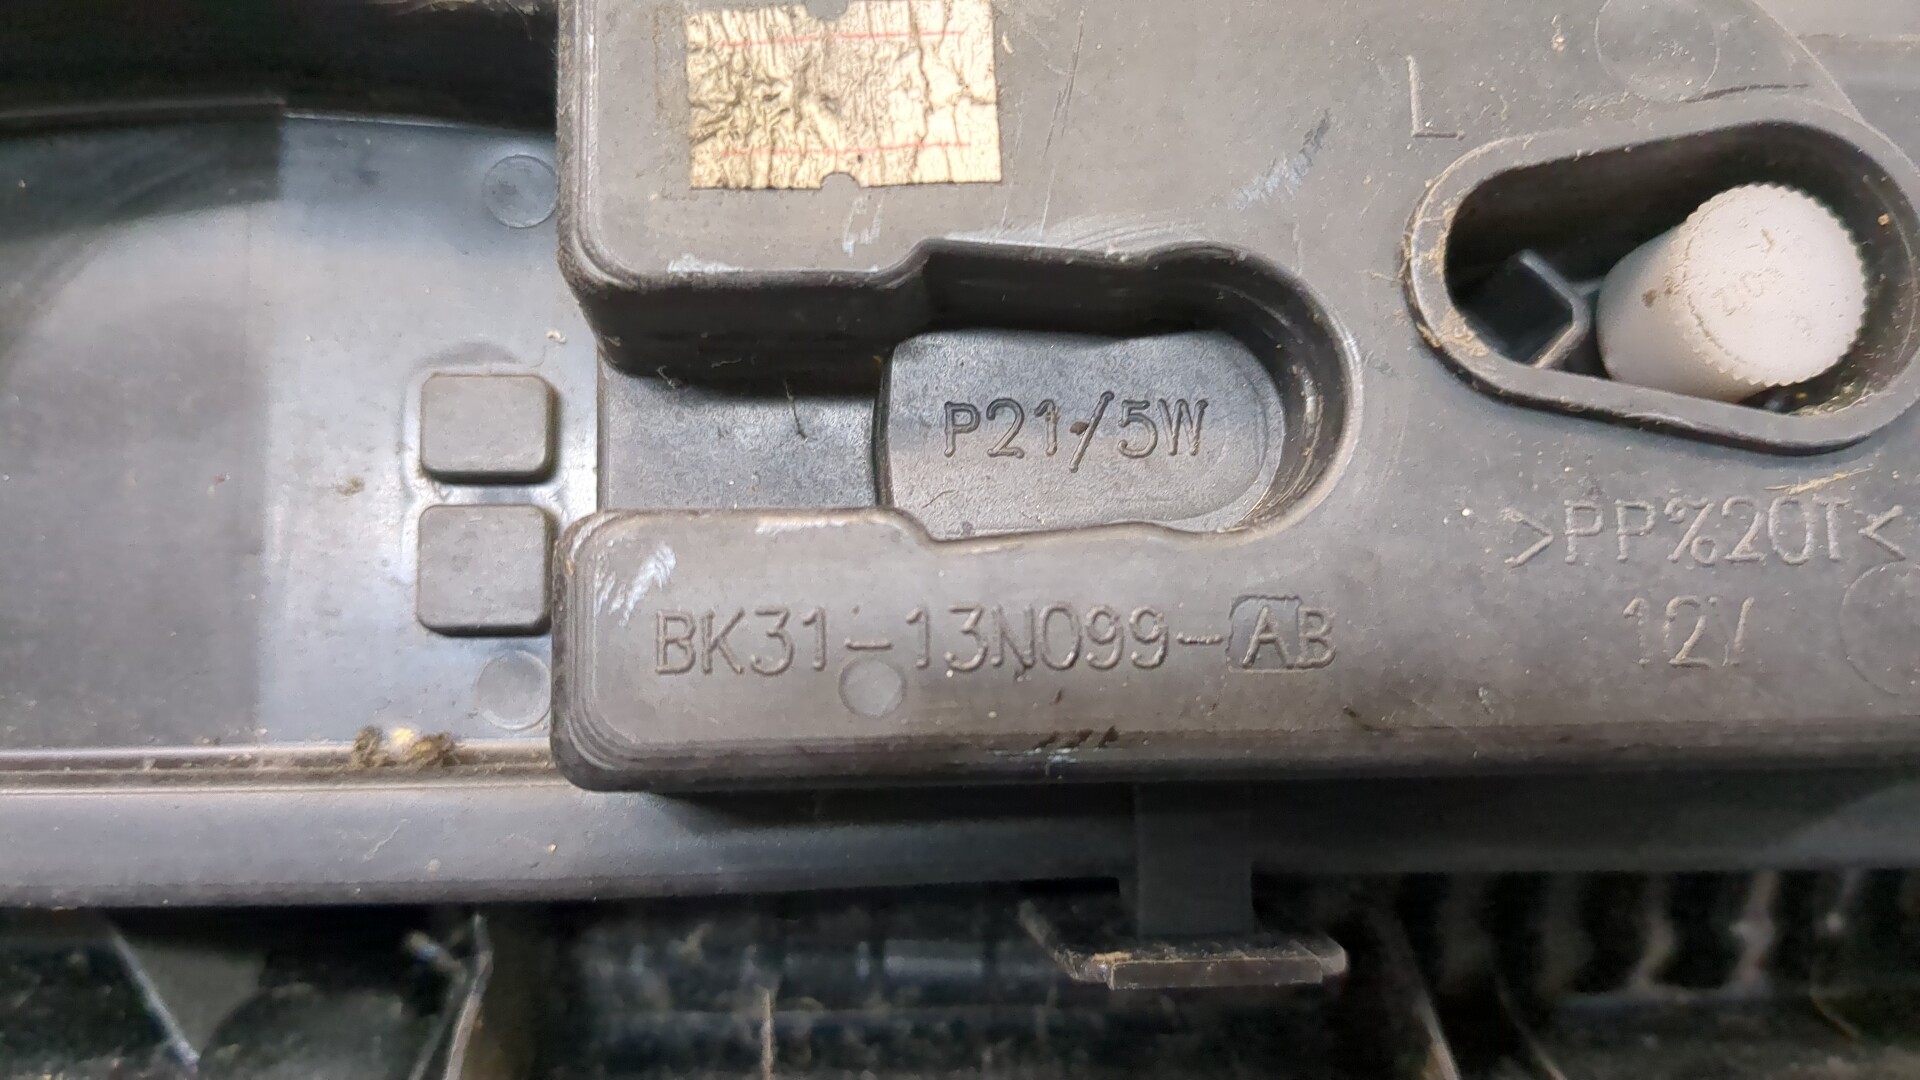 L
P21/5W
>PP%20T<
BK31-13N099-AB
12V